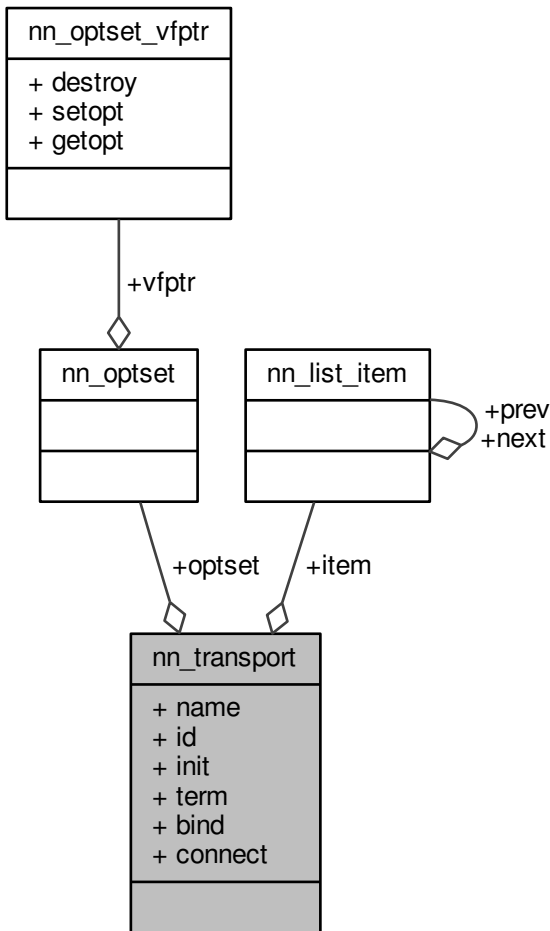 nn_optset_vfptr
+ destroy
+ setopt
+ getopt
+vfptr
nn_optset
nn_list_item
+prev
+next
+optset
+item
nn_transport
+ name
+ id
+ init
+ term
+ bind
+ connect